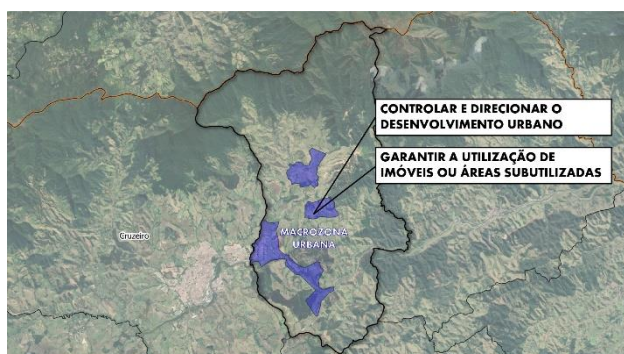 CONTROLAR E DIRECIONAR O
DESENVOLVIMENTO URBANO
GARANTIR A UTILIZAÇÃO DE
IMÓVEIS OU ÁREAS SUBUTILIZADAS
MACROZONA
URBANA
Cruzeiro